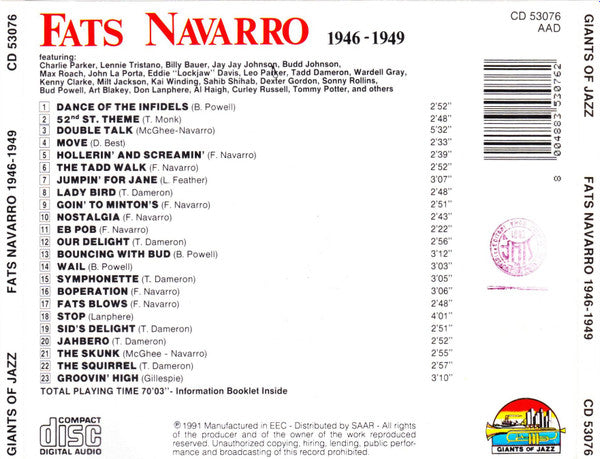 CD 53076
FATS NAVARRO 1946-1949
GIANTS OF JAZZ
FATS NAVARRO 1946-1949
CD 53076
AAD
featuring:
Charlie Parker, Lennie Tristano, Billy Bauer, Jay Jay Johnson, Budd Johnson,
Max Roach, John La Porta, Eddie "Lockjaw" Davis, Leo Parker, Tadd Dameron, Wardell Gray,
Kenny Clarke, Milt Jackson, Kai Winding, Sahib Shihab, Dexter Gordon, Sonny Rollins,
Bud Powell, Art Blakey, Don Lanphere, Al Haigh, Curley Russell, Tommy Potter, and others
1 DANCE OF THE INFIDELS (B. Powell) 2'52"
2 52nd ST. THEME (T. Monk) 2'48"
3 DOUBLE TALK (McGhee-Navarro) 5'32"
4 MOVE (D. Best) 2'33"
5 HOLLERIN' AND SCREAMIN' (F. Navarro) 2'39"
6 THE TADD WALK (F. Navarro) 2'52"
7 JUMPIN' FOR JANE (L. Feather) 3'07"
8 LADY BIRD (T. Dameron) 2'48"
9 GOIN' TO MINTON'S (F. Navarro) 2'51"
10 NOSTALGIA (F. Navarro) 2'43"
11 EB POB (F. Navarro) 2'22"
12 OUR DELIGHT (T. Dameron) 2'56"
13 BOUNCING WITH BUD (B. Powell) 3'12"
14 WAIL (B. Powell) 3'03"
15 SYMPHONETTE (T. Dameron) 3'06"
16 BOPERATION (F. Navarro) 3'06"
17 FATS BLOWS (F. Navarro) 2'48"
18 STOP (Lanphere) 4'01"
19 SID'S DELIGHT (T. Dameron) 2'51"
20 JAHBERO (T. Dameron) 2'52"
21 THE SKUNK (McGhee - Navarro) 2'55"
22 THE SQUIRREL (T. Dameron) 2'57"
23 GROOVIN' HIGH (Gillespie) 3'10"
TOTAL PLAYING TIME 70'03" - Information Booklet Inside
COMPACT
disc
DIGITAL AUDIO
℗1991 Manufactured in EEC - Distributed by SAAR - All rights
of the producer and of the owner of the work reproduced
reserved. Unauthorized copying, hiring, lending, public perform-
ance and broadcasting of this record prohibited.
GIANTS OF JAZZ
8
004883 530762
GIANTS OF JAZZ
FATS NAVARRO 1946-1949
CD 53076